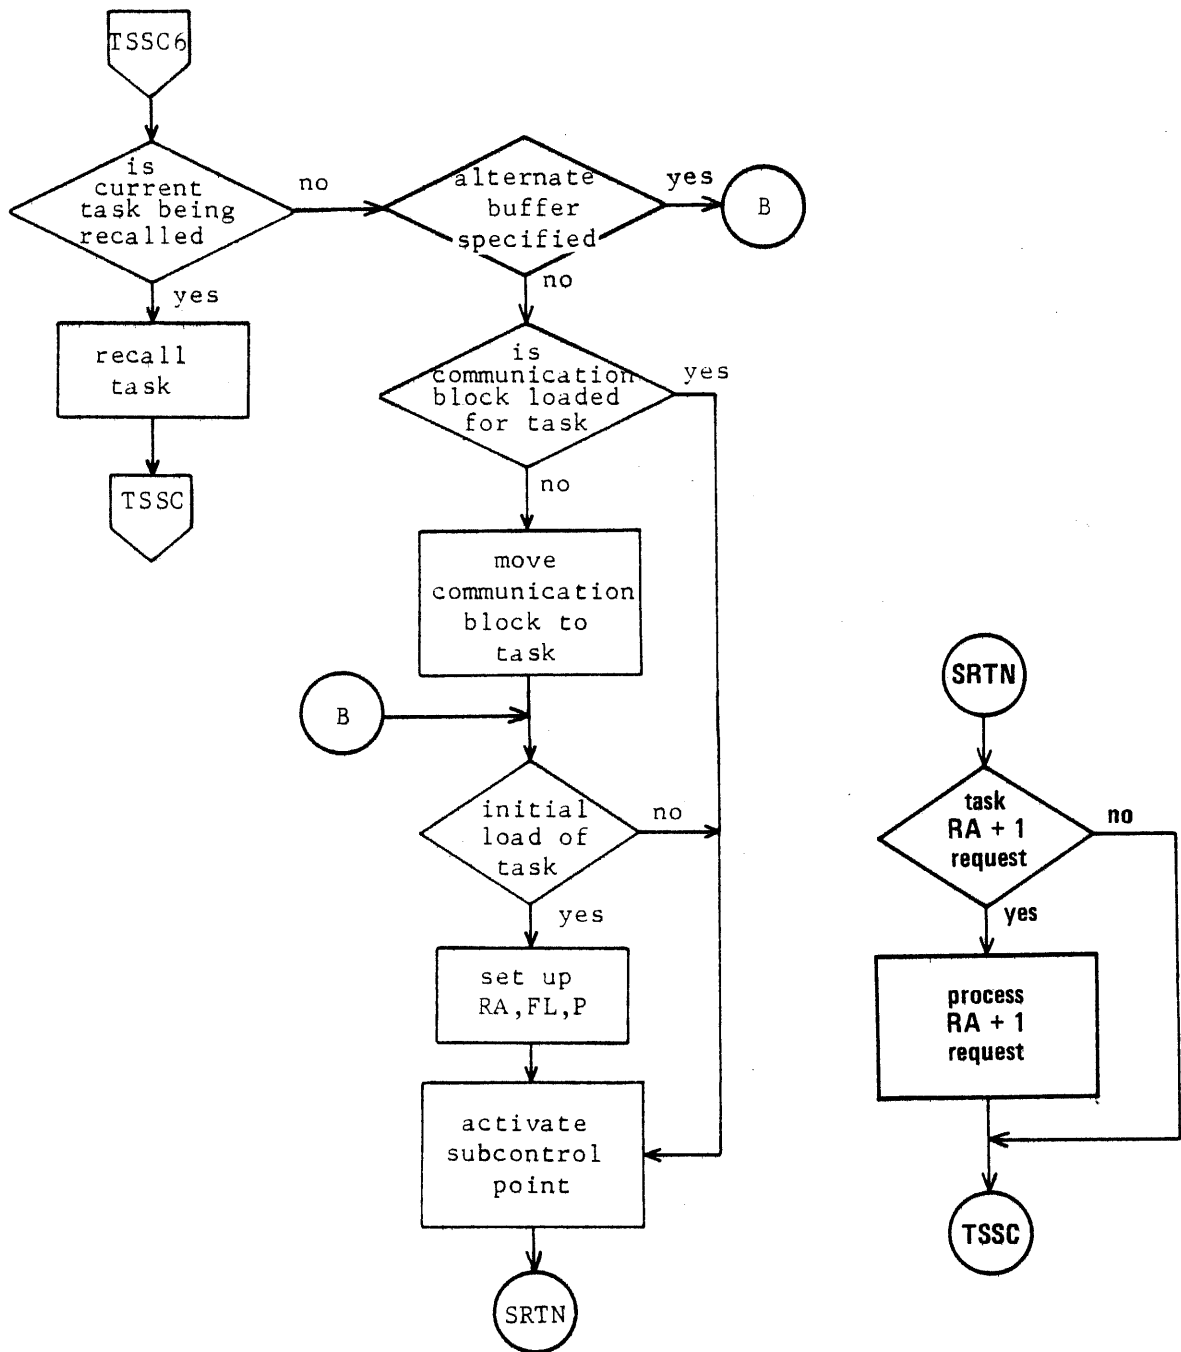 TSSC6
is
current
task being
recalled
no
yes
recall
task
TSSC
alternate
buffer
specified
yes
B
no
is
communication
block loaded
for task
yes
no
move
communication
block to
task
B
initial
load of
task
no
yes
set up
RA,FL,P
activate
subcontrol
point
SRTN
SRTN
task
RA + 1
request
no
yes
process
RA + 1
request
TSSC